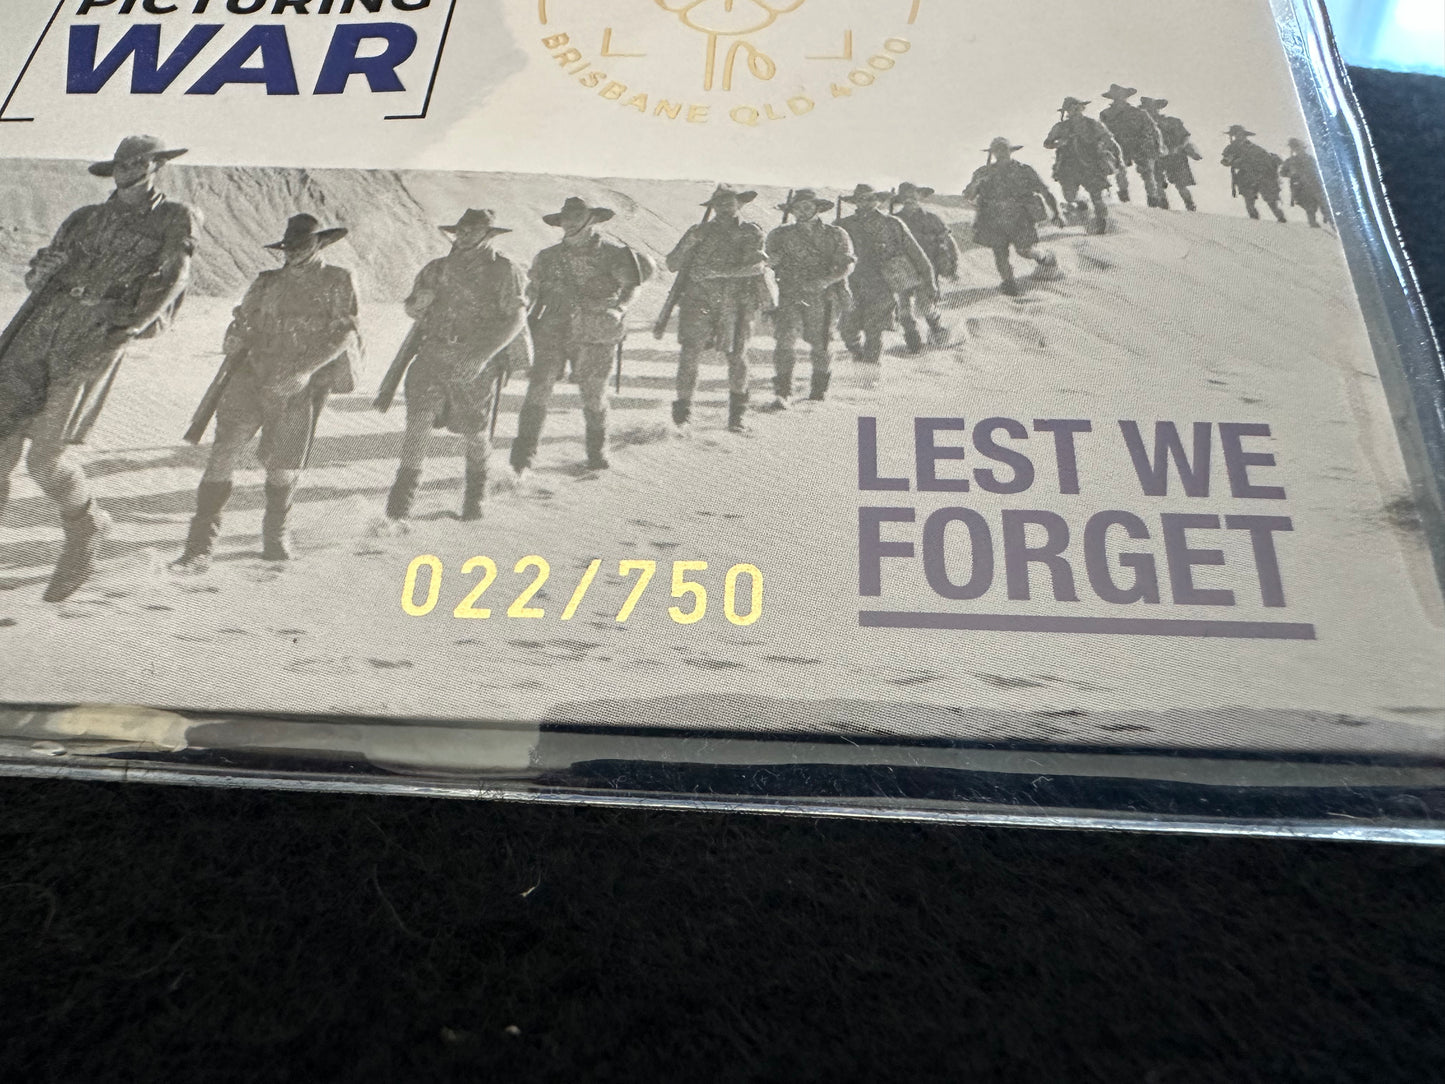 PICTURING
WAR
BRISBANE QLD 4000
022/750
LEST WE
FORGET